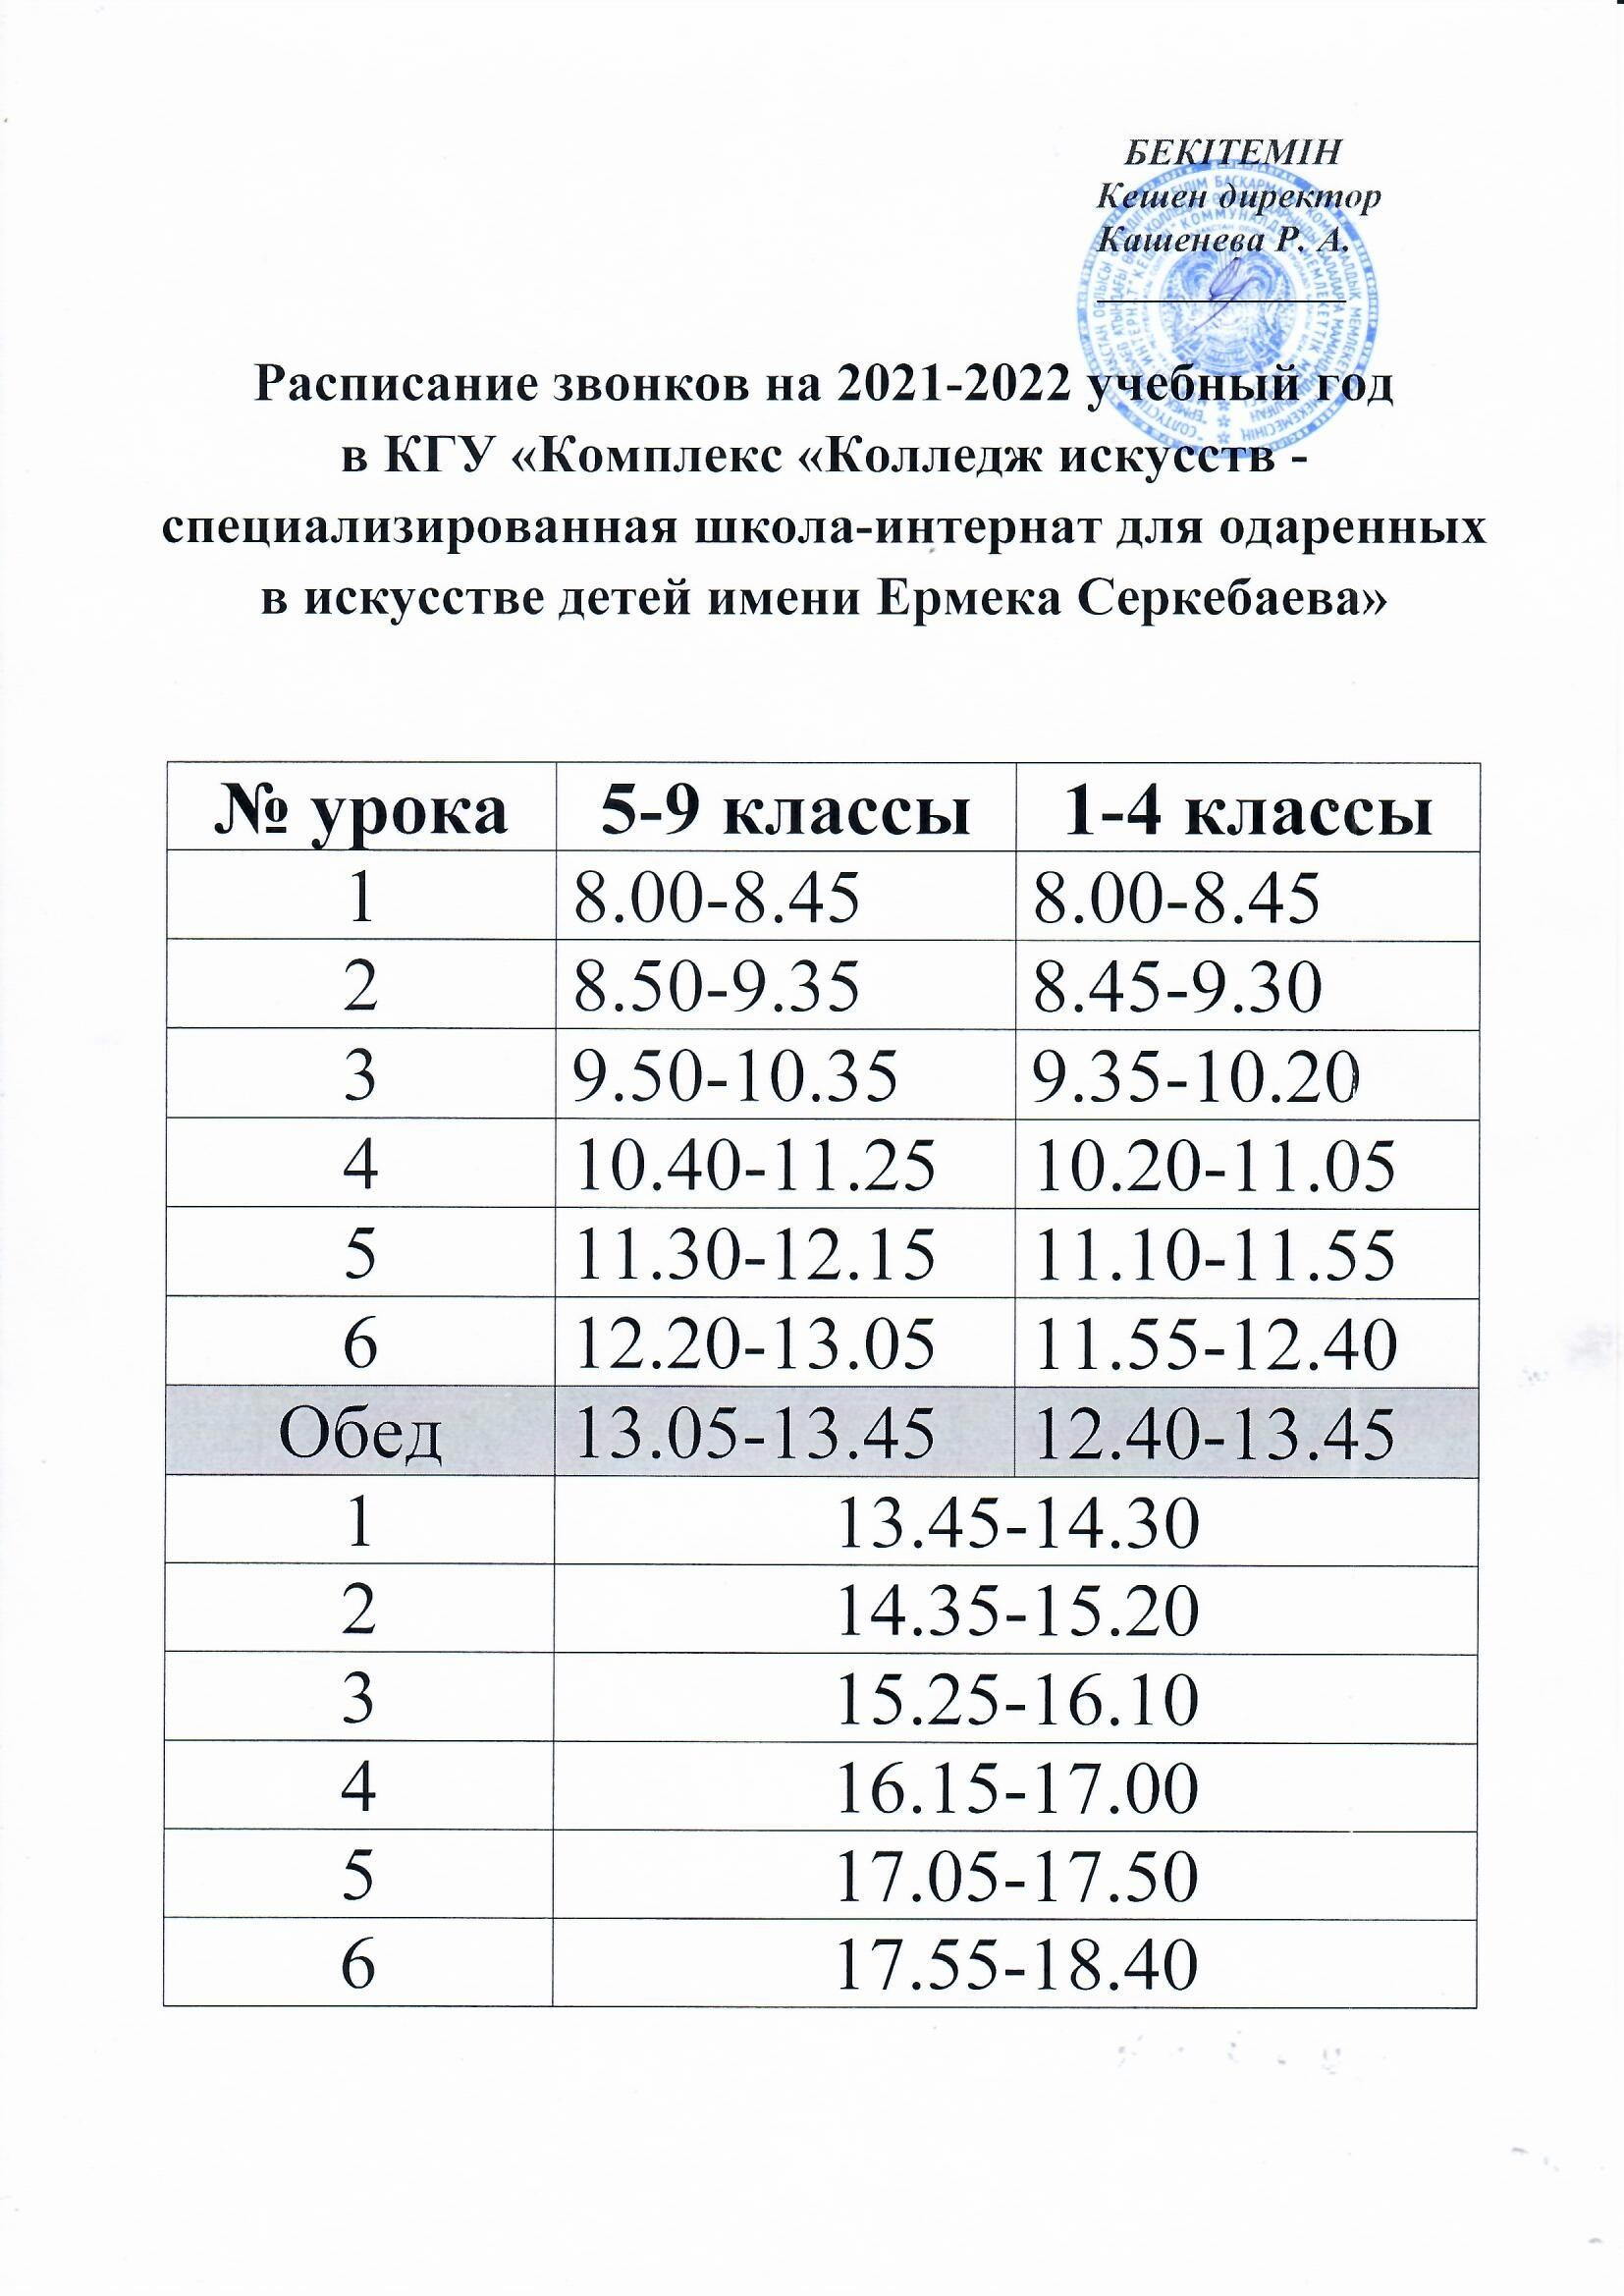 БЕКІТЕМІН
Кешен директор
Кашенева Р. А.
Расписание звонков на 2021-2022 учебный год
в КГУ «Комплекс «Колледж искусств -
специализированная школа-интернат для одаренных
в искусстве детей имени Ермека Серкебаева»
№ урока 5-9 классы 1-4 классы
1 8.00-8.45 8.00-8.45
2 8.50-9.35 8.45-9.30
3 9.50-10.35 9.35-10.20
4 10.40-11.25 10.20-11.05
5 11.30-12.15 11.10-11.55
6 12.20-13.05 11.55-12.40
Обед 13.05-13.45 12.40-13.45
1 13.45-14.30
2 14.35-15.20
3 15.25-16.10
4 16.15-17.00
5 17.05-17.50
6 17.55-18.40